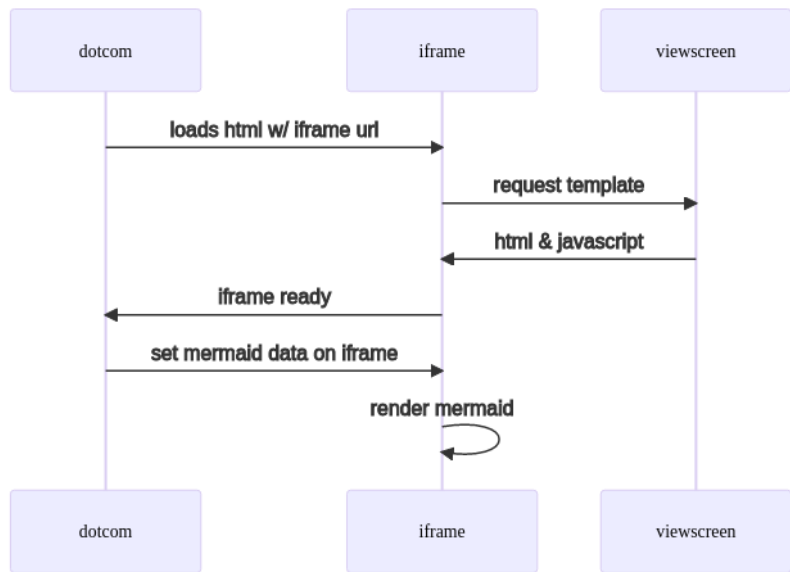 dotcom
iframe
viewscreen
loads html w/ iframe url
request template
html & javascript
iframe ready
set mermaid data on iframe
render mermaid
dotcom
iframe
viewscreen